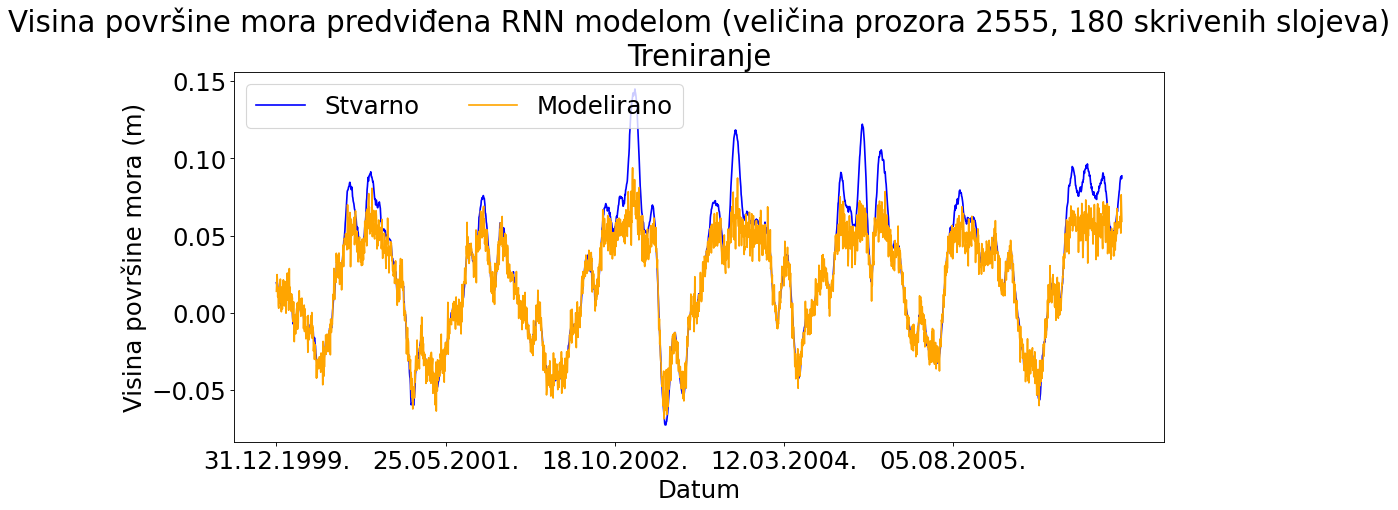 Visina površine mora predviđena RNN modelom (veličina prozora 2555, 180 skrivenih slojeva)
Treniranje
Stvarno
Modelirano
Visina površine mora (m)
0.15
0.10
0.05
0.00
−0.05
31.12.1999.
25.05.2001.
18.10.2002.
12.03.2004.
05.08.2005.
Datum